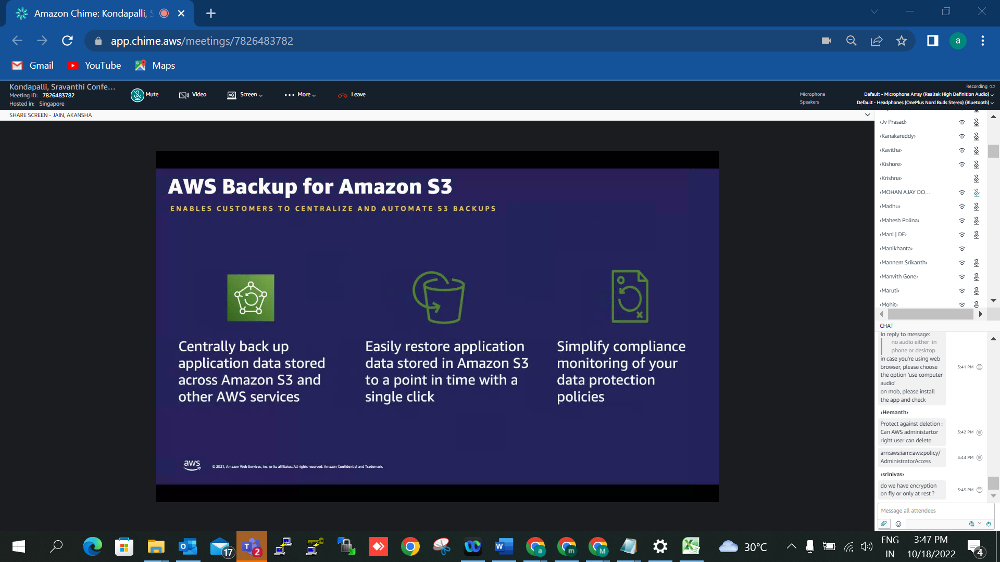 Amazon Chime: Kondapalli, S
app.chime.aws/meetings/7826483782
a
Gmail
YouTube
Maps
Kondapalli, Sravanthi Confe...
Meeting ID: 7826483782
Hosted in: Singapore
Mute
Video
Screen
More
Leave
Recording
Microphone
Default - Microphone Array (Realtek High Definition Audio)
Speakers
Default - Headphones (OnePlus Nord Buds Stereo) (Bluetooth)
SHARE SCREEN - JAIN, AKANSHA
AWS Backup for Amazon S3
ENABLES CUSTOMERS TO CENTRALIZE AND AUTOMATE S3 BACKUPS
Centrally back up
application data stored
across Amazon S3 and
other AWS services
Easily restore application
data stored in Amazon S3
to a point in time with a
single click
Simplify compliance
monitoring of your
data protection
policies
aws
© 2021, Amazon Web Services, Inc. or its affiliates. All rights reserved. Amazon Confidential and Trademark.
‹Jv Prasad›
‹Kanakareddy›
‹Kavitha›
‹Kishore›
‹Krishna›
‹MOHAN AJAY DO...
‹Madhu›
‹Mahesh Polina›
‹Mani | DE›
‹Manikhanta›
‹Mannem Srikanth›
‹Manvith Gone›
‹Maruti›
‹Mohit›
CHAT
In reply to message:
no audio either in
phone or desktop
in case you're using web
browser, please choose
the option 'use computer
audio'
on mob, please install
the app and check
3:41 PM
‹Hemanth›
Protect against deletion :
Can AWS administartor
right user can delete
3:42 PM
arn:aws:iam::aws:policy/
AdministratorAccess
3:44 PM
‹srinivas›
do we have encryption
on fly or only at rest ?
3:45 PM
Message all attendees
17
2
30°C
ENG
IN
3:47 PM
10/18/2022
4